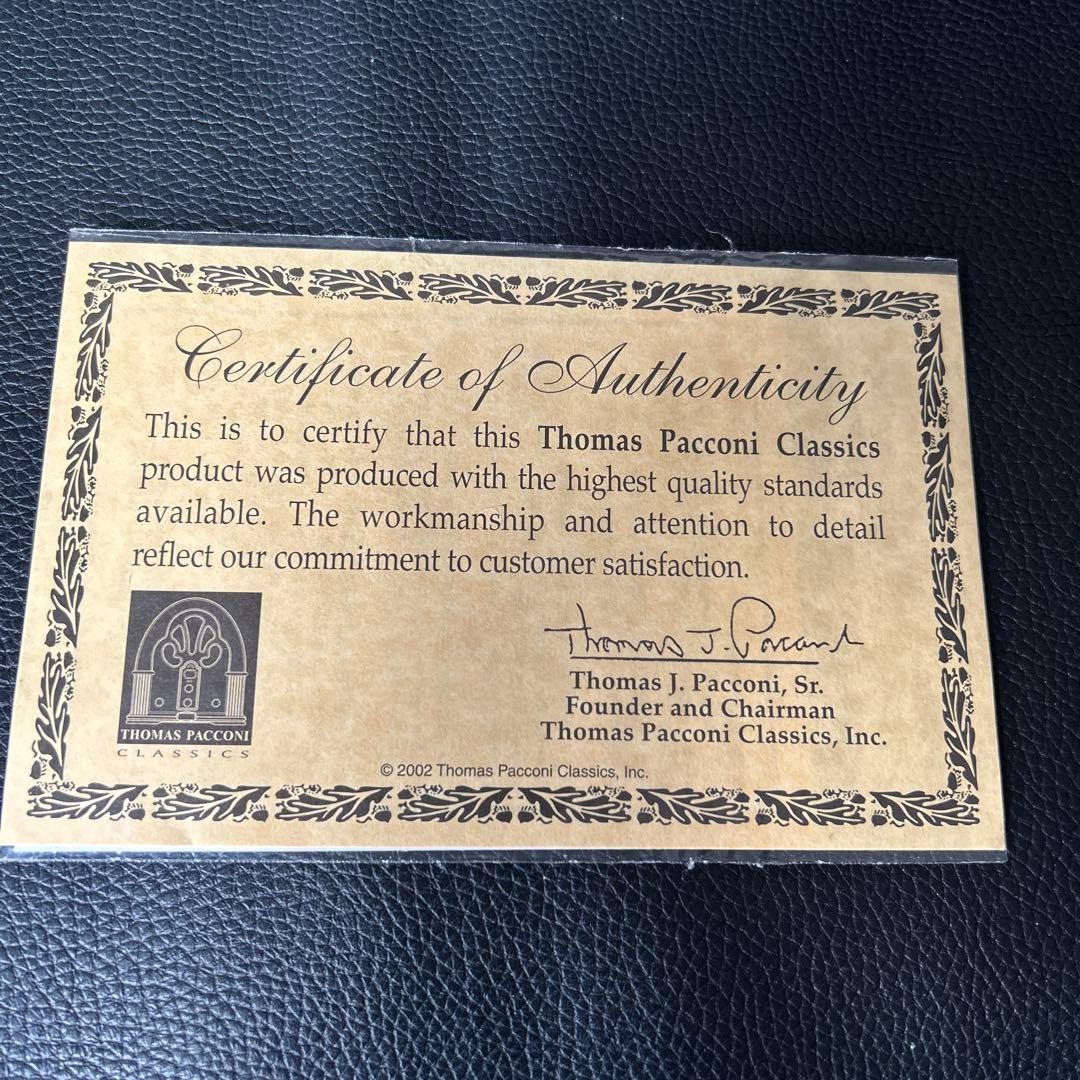 Certificate of Authenticity
This is to certify that this Thomas Pacconi Classics
product was produced with the highest quality standards
available. The workmanship and attention to detail
reflect our commitment to customer satisfaction.
Thomas J. Pacconi
Thomas J. Pacconi, Sr.
Founder and Chairman
Thomas Pacconi Classics, Inc.
THOMAS PACCONI
CLASSICS
© 2002 Thomas Pacconi Classics, Inc.